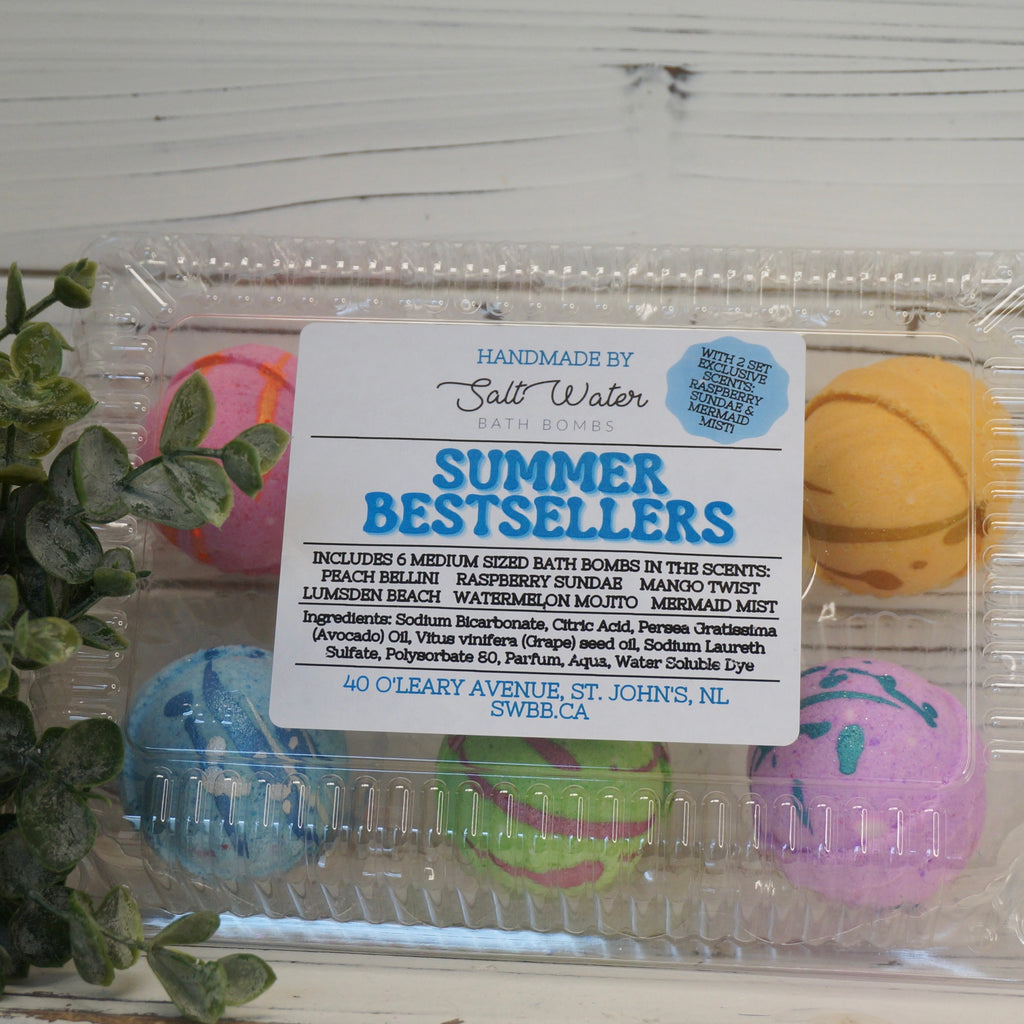 HANDMADE BY
Salt Water
BATH BOMBS
WITH 2 SET
EXCLUSIVE
SCENTS:
RASPBERRY
SUNDAE &
MERMAID
MIST!
SUMMER
BESTSELLERS
INCLUDES 6 MEDIUM SIZED BATH BOMBS IN THE SCENTS:
PEACH BELLINI RASPBERRY SUNDAE MANGO TWIST
LUMSDEN BEACH WATERMELON MOJITO MERMAID MIST
Ingredients: Sodium Bicarbonate, Citric Acid, Persea Gratissima
(Avocado) Oil, Vitus vinifera (Grape) seed oil, Sodium Laureth
Sulfate, Polysorbate 80, Parfum, Aqua, Water Soluble Dye
40 O'LEARY AVENUE, ST. JOHN'S, NL
SWBB.CA